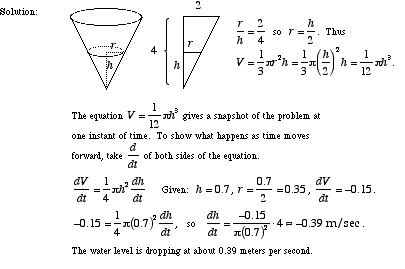 Solution:
2
4
r
h
r
h
r/h = 2/4 so r = h/2. Thus
V = 1/3 πr²h = 1/3 π(h/2)² h = 1/12 πh³.
The equation V = 1/12 πh³ gives a snapshot of the problem at
one instant of time. To show what happens as time moves
forward, take d/dt of both sides of the equation.
dV/dt = 1/4 πh² dh/dt Given: h = 0.7, r = 0.7/2 = 0.35, dV/dt = −0.15.
−0.15 = 1/4 π(0.7)² dh/dt, so dh/dt = −0.15/π(0.7)² · 4 ≈ −0.39 m/sec.
The water level is dropping at about 0.39 meters per second.